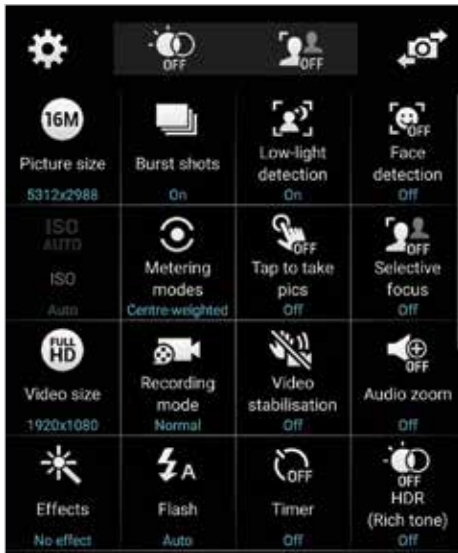 OFF
OFF
16M
Picture size
5312x2988
Burst shots
On
Low-light
detection
On
OFF
Face
detection
Off
ISO
AUTO
ISO
Auto
Metering
modes
Centre-weighted
OFF
Tap to take
pics
Off
OFF
Selective
focus
Off
FULL
HD
Video size
1920x1080
Recording
mode
Normal
Video
stabilisation
Off
OFF
Audio zoom
Off
Effects
No effect
A
Flash
Auto
OFF
Timer
Off
OFF
HDR
(Rich tone)
Off